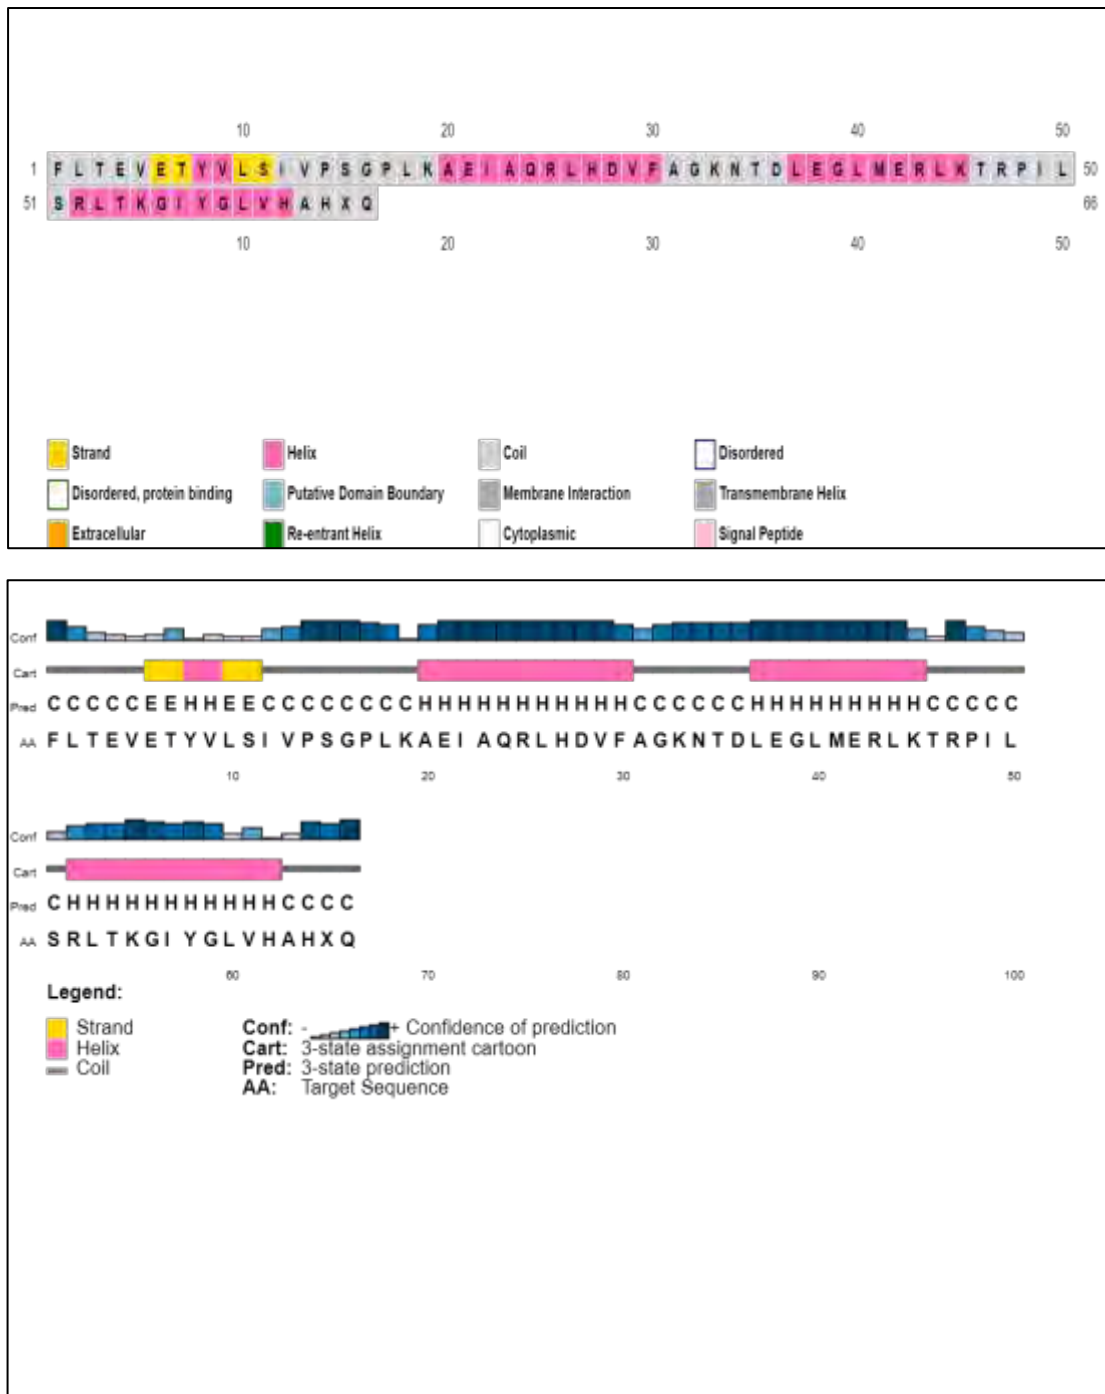 10 20 30 40 50
1 F L T E V E T Y V L S I V P S G P L K A E I A Q R L H D V F A G K N T D L E G L M E R L K T R P I L 50
51 S R L T K G I Y G L V H A H X Q 66
10 20 30 40 50
Strand Helix Coil Disordered
Disordered, protein binding Putative Domain Boundary Membrane Interaction Transmembrane Helix
Extracellular Re-entrant Helix Cytoplasmic Signal Peptide
Conf
Cart
Pred C C C C C E E H H E E C C C C C C C C H H H H H H H H H H H C C C C C C H H H H H H H H H C C C C C
AA F L T E V E T Y V L S I V P S G P L K A E I A Q R L H D V F A G K N T D L E G L M E R L K T R P I L
10 20 30 40 50
Conf
Cart
Pred C H H H H H H H H H H H C C C C
AA S R L T K G I Y G L V H A H X Q
60 70 80 90 100
Legend:
Strand Conf: - + Confidence of prediction
Helix Cart: 3-state assignment cartoon
Coil Pred: 3-state prediction
AA: Target Sequence